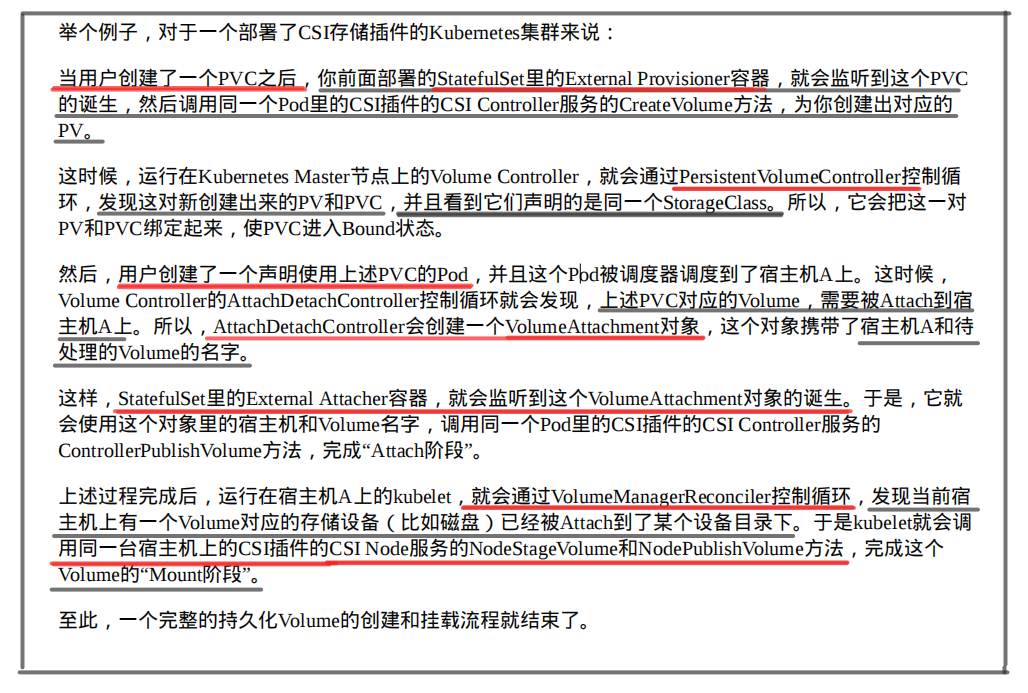 举个例子，对于一个部署了CSI存储插件的Kubernetes集群来说：
当用户创建了一个PVC之后，你前面部署的StatefulSet里的External Provisioner容器，就会监听到这个PVC
的诞生，然后调用同一个Pod里的CSI插件的CSI Controller服务的CreateVolume方法，为你创建出对应的
PV。
这时候，运行在Kubernetes Master节点上的Volume Controller，就会通过PersistentVolumeController控制循
环，发现这对新创建出来的PV和PVC，并且看到它们声明的是同一个StorageClass。所以，它会把这一对
PV和PVC绑定起来，使PVC进入Bound状态。
然后，用户创建了一个声明使用上述PVC的Pod，并且这个Pod被调度器调度到了宿主机A上。这时候，
Volume Controller的AttachDetachController控制循环就会发现，上述PVC对应的Volume，需要被Attach到宿
主机A上。所以，AttachDetachController会创建一个VolumeAttachment对象，这个对象携带了宿主机A和待
处理的Volume的名字。
这样，StatefulSet里的External Attacher容器，就会监听到这个VolumeAttachment对象的诞生。于是，它就
会使用这个对象里的宿主机和Volume名字，调用同一个Pod里的CSI插件的CSI Controller服务的
ControllerPublishVolume方法，完成“Attach阶段”。
上述过程完成后，运行在宿主机A上的kubelet，就会通过VolumeManagerReconciler控制循环，发现当前宿
主机上有一个Volume对应的存储设备（比如磁盘）已经被Attach到了某个设备目录下。于是kubelet就会调
用同一台宿主机上的CSI插件的CSI Node服务的NodeStageVolume和NodePublishVolume方法，完成这个
Volume的“Mount阶段”。
至此，一个完整的持久化Volume的创建和挂载流程就结束了。